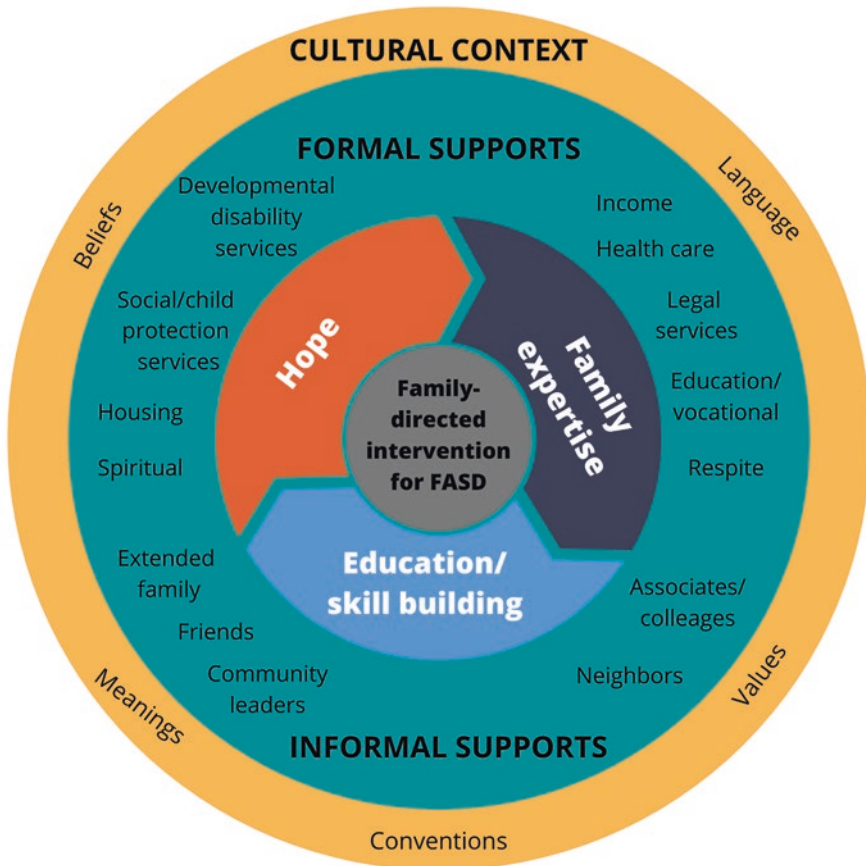 CULTURAL CONTEXT
FORMAL SUPPORTS
Developmental
disability
services
Social/child
protection
services
Housing
Spiritual
Income
Health care
Legal
services
Education/
vocational
Respite
Beliefs
Language
Hope
Family
expertise
Family-
directed
intervention
for FASD
Education/
skill building
Extended
family
Friends
Community
leaders
Associates/
colleages
Neighbors
INFORMAL SUPPORTS
Meanings
Values
Conventions